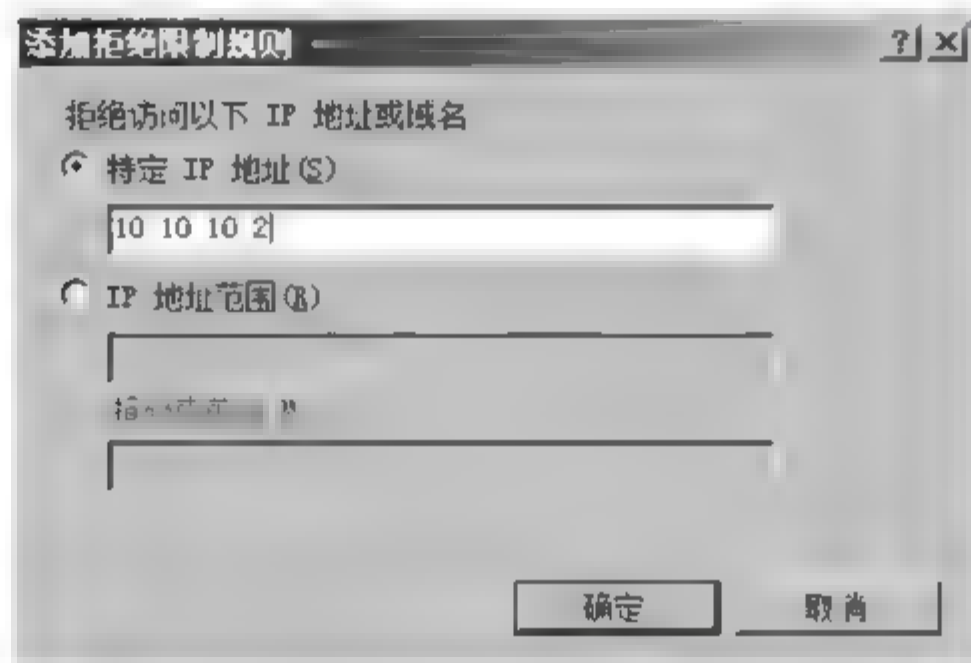 添加拒绝限制规则
拒绝访问以下 IP 地址或域名
特定 IP 地址(S)
10 10 10 2
IP 地址范围(R)
确定
取消